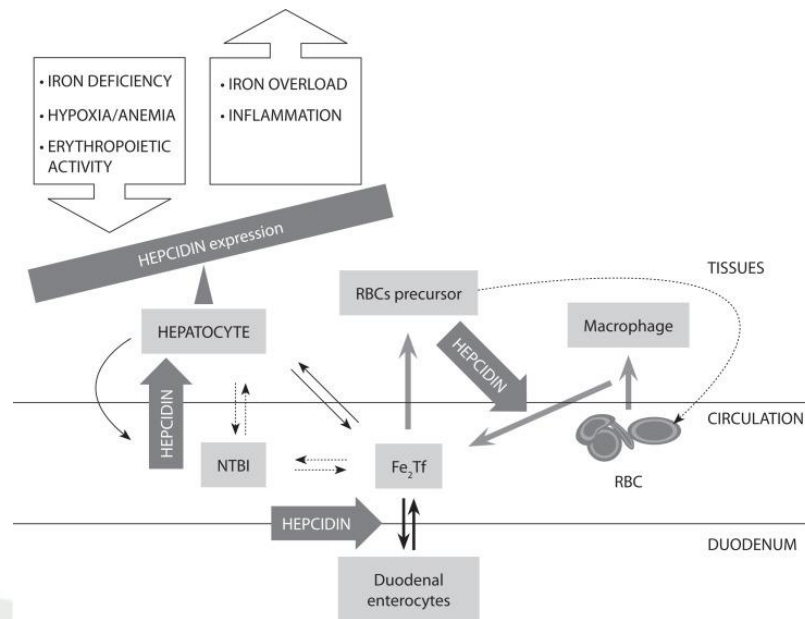 • IRON DEFICIENCY
• HYPOXIA/ANEMIA
• ERYTHROPOIETIC
ACTIVITY
• IRON OVERLOAD
• INFLAMMATION
HEPCIDIN expression
TISSUES
RBCs precursor
HEPATOCYTE
Macrophage
HEPCIDIN
HEPCIDIN
CIRCULATION
NTBI
Fe₂Tf
RBC
HEPCIDIN
DUODENUM
Duodenal
enterocytes